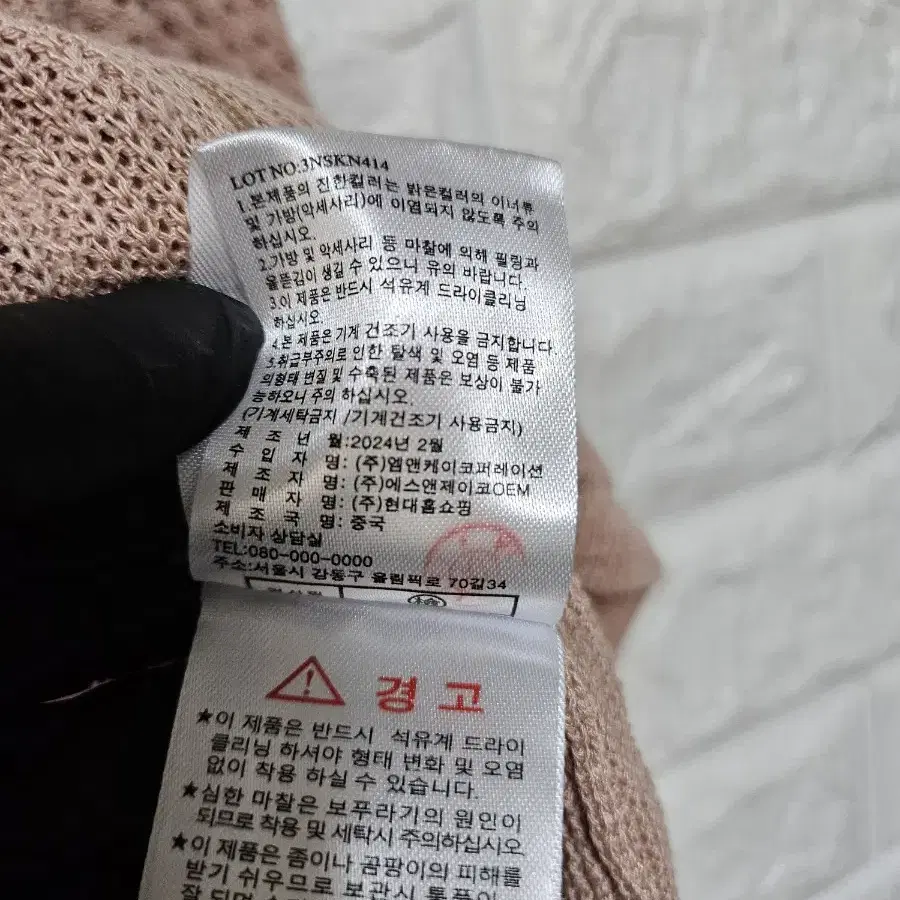 LOT NO:3NSKN414
1.본제품의 진한컬러는 밝은컬러의 이너류
및 가방(악세사리)에 이염되지 않도록 주의
하십시오.
2.가방 및 악세사리 등 마찰에 의해 필링과
올뜯김이 생길 수 있으니 유의 바랍니다.
3.이 제품은 반드시 석유계 드라이클리닝
하십시오
4.본 제품은 기계 건조기 사용을 금지합니다.
5.취급부주의로 인한 탈색 및 오염 등 제품
의형태 변질 및 수축된 제품은 보상이 불가
능하오니 주의 하십시오.
(기계세탁금지 /기계건조기 사용금지)
제 조 년 월:2024년 2월
수 입 자 명: (주)엠앤케이코퍼레이션
제 조 자 명: (주)에스앤제이코OEM
판 매 자 명: (주)현대홈쇼핑
제 조 국 명: 중국
소비자 상담실
TEL:080-000-0000
주소:서울시 강동구 올림픽로 70길34
경 고
★이 제품은 반드시 석유계 드라이
클리닝 하셔야 형태 변화 및 오염
없이 착용 하실 수 있습니다.
★심한 마찰은 보푸라기의 원인이
되므로 착용 및 세탁시 주의하십시오
★이 제품은 좀이나 곰팡이의 피해를
받기 쉬우므로 보관시 통풍이